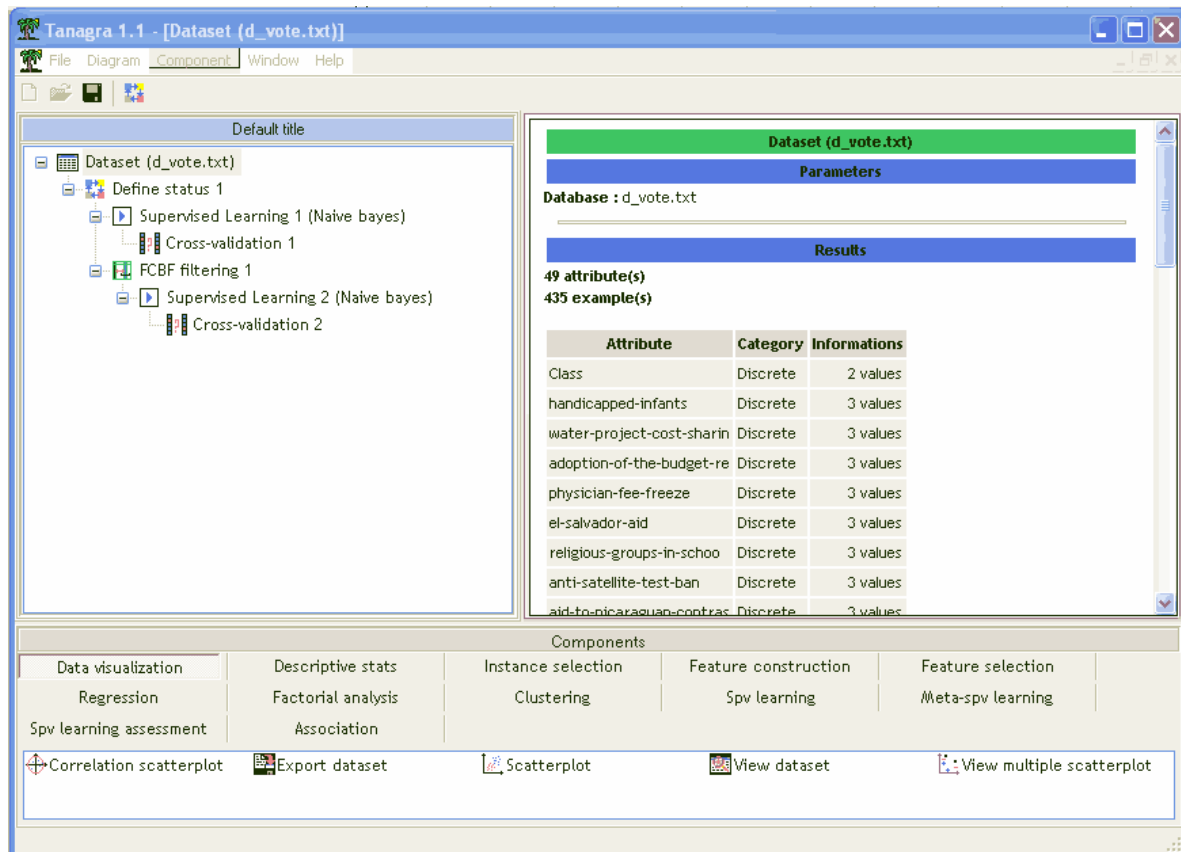 Tanagra 1.1 - [Dataset (d_vote.txt)]
File Diagram Component Window Help
Default title
Dataset (d_vote.txt)
Define status 1
Supervised Learning 1 (Naive bayes)
Cross-validation 1
FCBF filtering 1
Supervised Learning 2 (Naive bayes)
Cross-validation 2
Dataset (d_vote.txt)
Parameters
Database : d_vote.txt
Results
49 attribute(s)
435 example(s)
Attribute Category Informations
Class Discrete 2 values
handicapped-infants Discrete 3 values
water-project-cost-sharin Discrete 3 values
adoption-of-the-budget-re Discrete 3 values
physician-fee-freeze Discrete 3 values
el-salvador-aid Discrete 3 values
religious-groups-in-schoo Discrete 3 values
anti-satellite-test-ban Discrete 3 values
aid-to-nicaraguan-contras Discrete 3 values
Components
Data visualization Descriptive stats Instance selection Feature construction Feature selection
Regression Factorial analysis Clustering Spv learning Meta-spv learning
Spv learning assessment Association
Correlation scatterplot Export dataset Scatterplot View dataset View multiple scatterplot